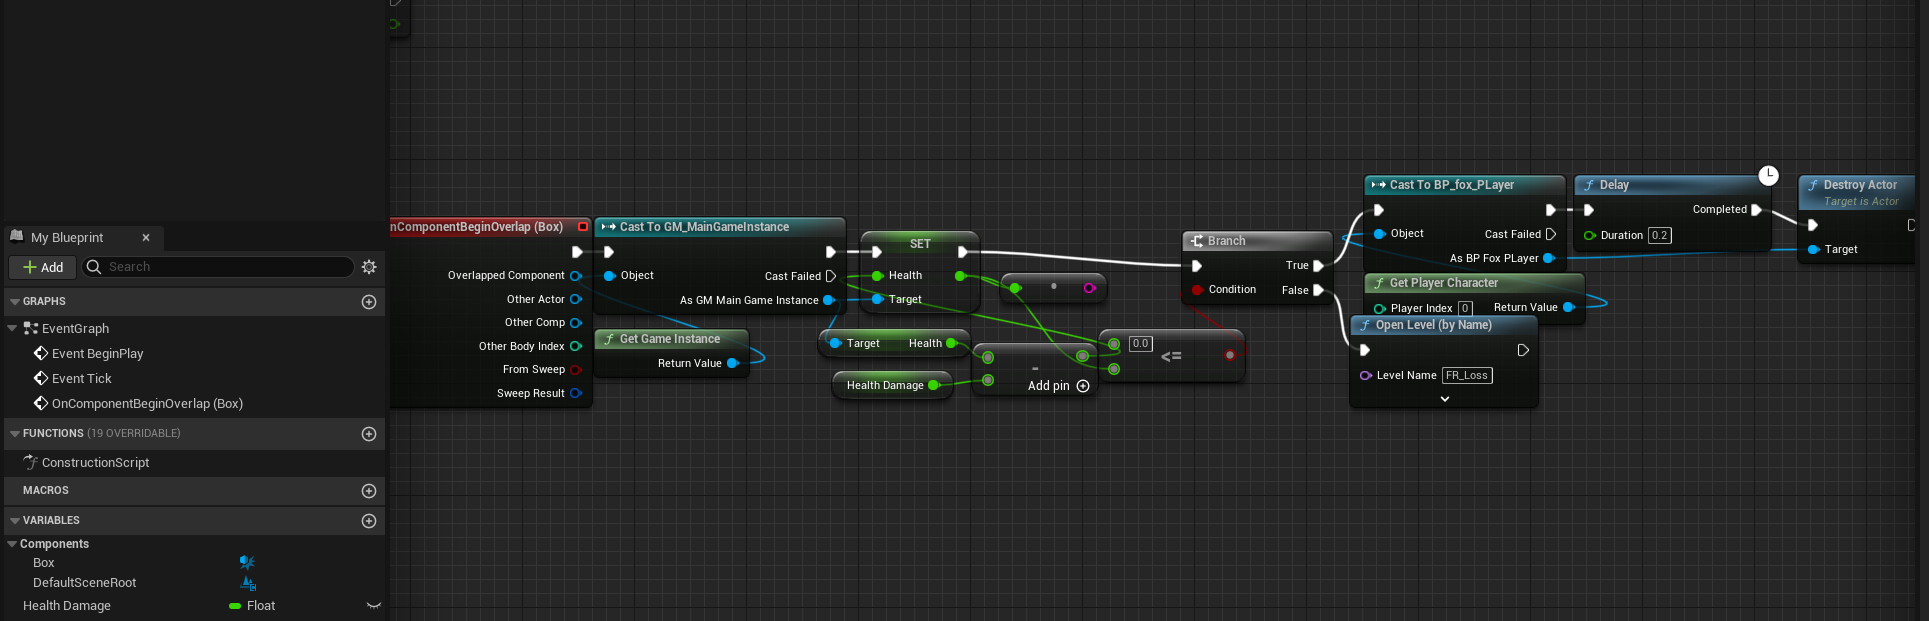 My Blueprint
Add
Search
GRAPHS
EventGraph
Event BeginPlay
Event Tick
OnComponentBeginOverlap (Box)
FUNCTIONS (19 OVERRIDABLE)
ConstructionScript
MACROS
VARIABLES
Components
Box
DefaultSceneRoot
Health Damage
Float
nComponentBeginOverlap (Box)
Overlapped Component
Other Actor
Other Comp
Other Body Index
From Sweep
Sweep Result
Cast To GM_MainGameInstance
Object
Cast Failed
As GM Main Game Instance
Get Game Instance
Return Value
SET
Health
Target
Target Health
Health Damage
-
Add pin
0.0
<=
Branch
True
Condition False
Cast To BP_fox_PLayer
Object
Cast Failed
As BP Fox PLayer
Get Player Character
Player Index 0 Return Value
Open Level (by Name)
Level Name FR_Loss
Delay
Completed
Duration 0.2
Destroy Actor
Target is Actor
Target